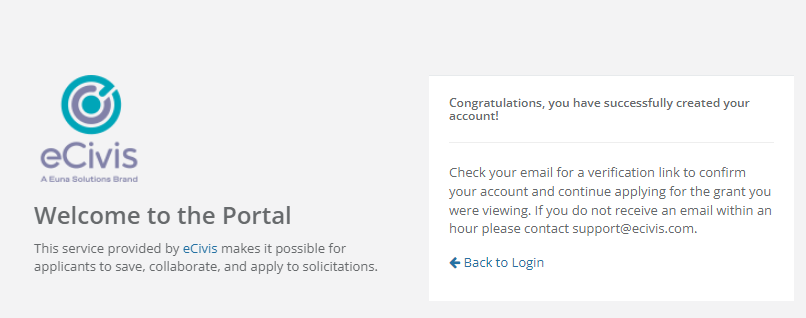 eCivis
A Euna Solutions Brand
Welcome to the Portal
This service provided by eCivis makes it possible for
applicants to save, collaborate, and apply to solicitations.
Congratulations, you have successfully created your
account!
Check your email for a verification link to confirm
your account and continue applying for the grant you
were viewing. If you do not receive an email within an
hour please contact support@ecivis.com.
Back to Login